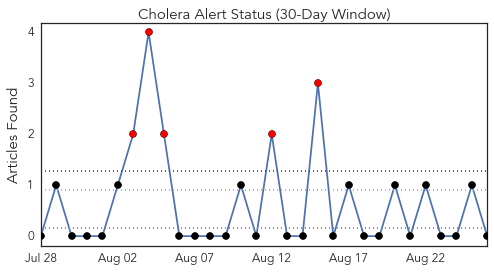 Cholera Alert Status (30-Day Window)
Articles Found
4
3
2
1
0
Jul 28
Aug 02
Aug 07
Aug 12
Aug 17
Aug 22